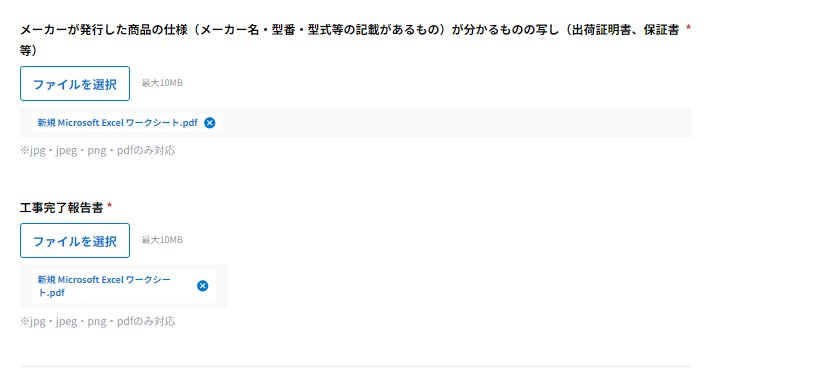 メーカーが発行した商品の仕様（メーカー名・型番・型式等の記載があるもの）が分かるものの写し（出荷証明書、保証書 *
等）
ファイルを選択 最大10MB
新規 Microsoft Excel ワークシート.pdf
※jpg・jpeg・png・pdfのみ対応
工事完了報告書 *
ファイルを選択 最大10MB
新規 Microsoft Excel ワークシー
ト.pdf
※jpg・jpeg・png・pdfのみ対応